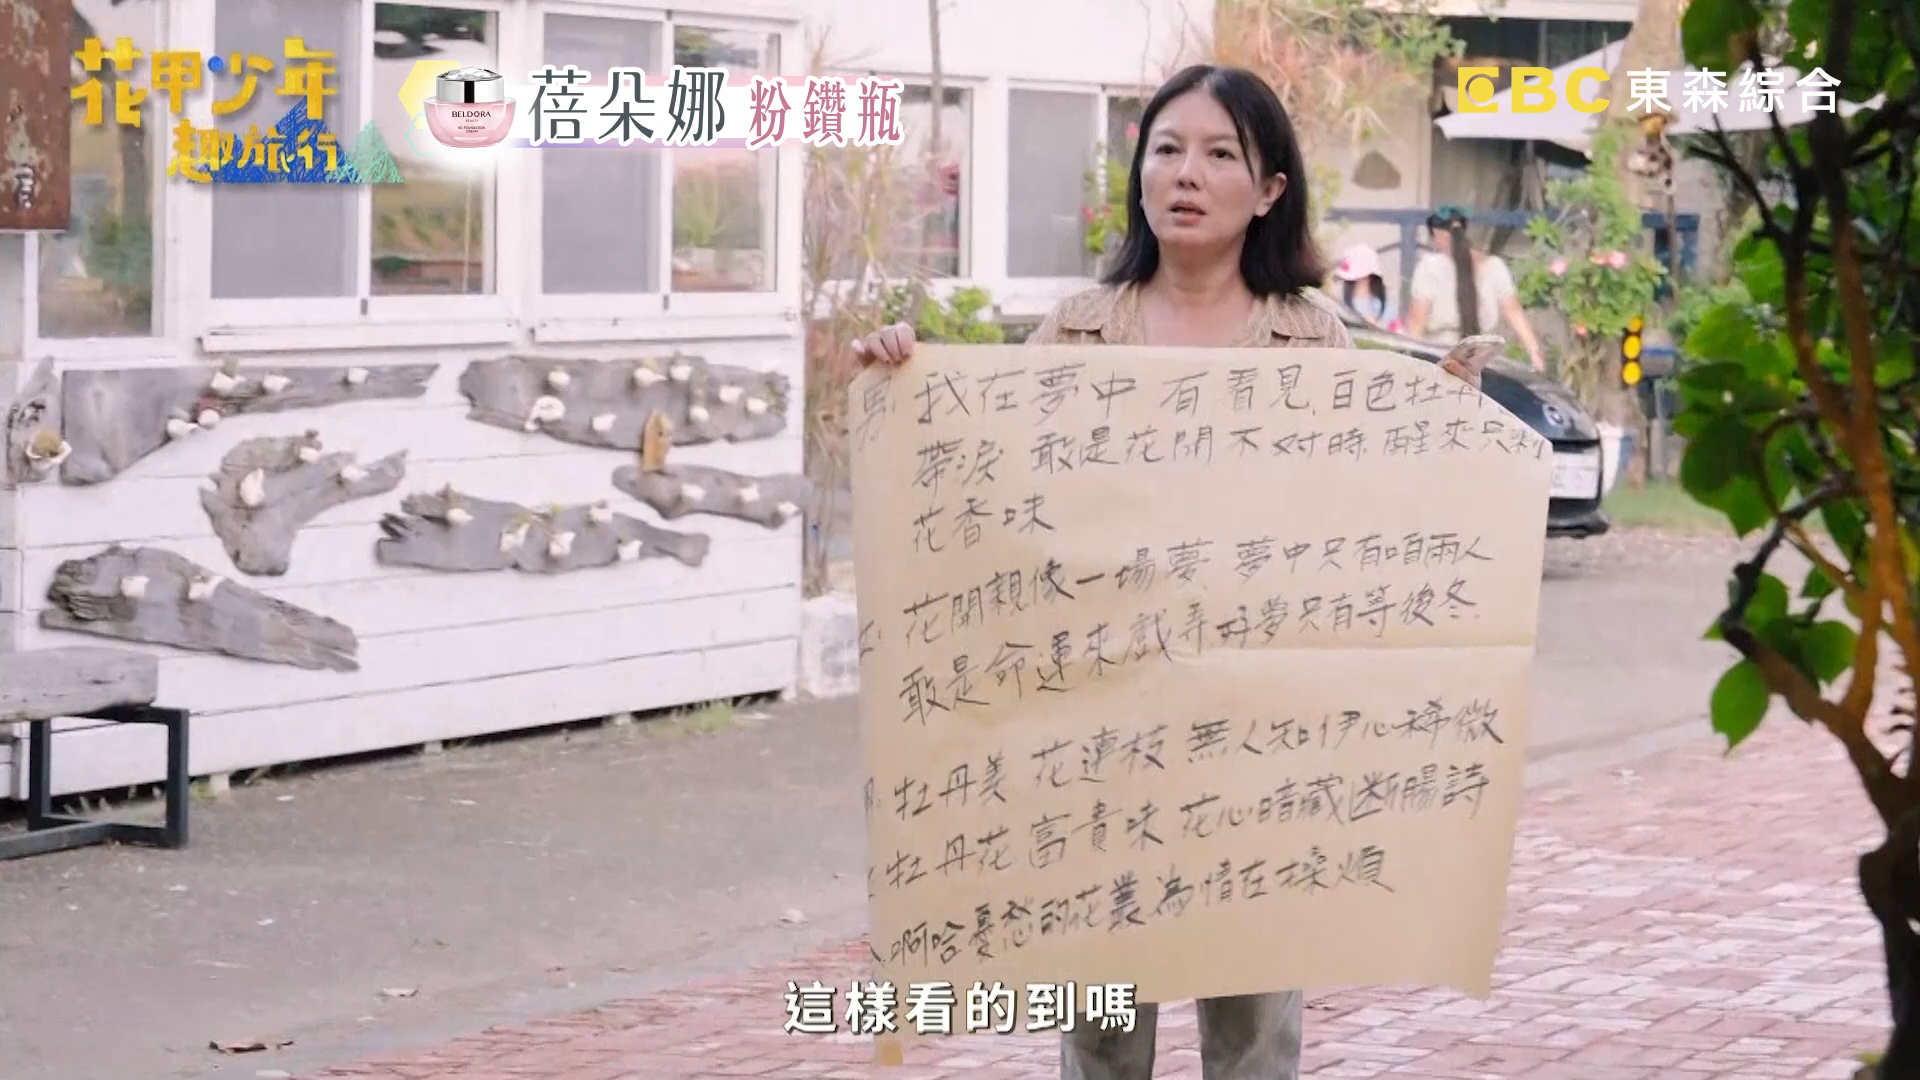 花甲少年
趣旅行
BELDORA
蓓朵娜 粉鑽瓶
EBC 東森綜合
男: 我在夢中 有看見, 白色牡丹
帶淚 敢是花開不对時 醒來只剩
花香味
花開親像一場夢, 夢中只有咱兩人
敢是命運來戲弄, 好夢只有等後冬.
牡丹美 花連枝 無人知伊心稀微
牡丹花富貴味 花心暗藏断腸詩
啊哈憂愁的花叢為情在操煩
這樣看的到嗎